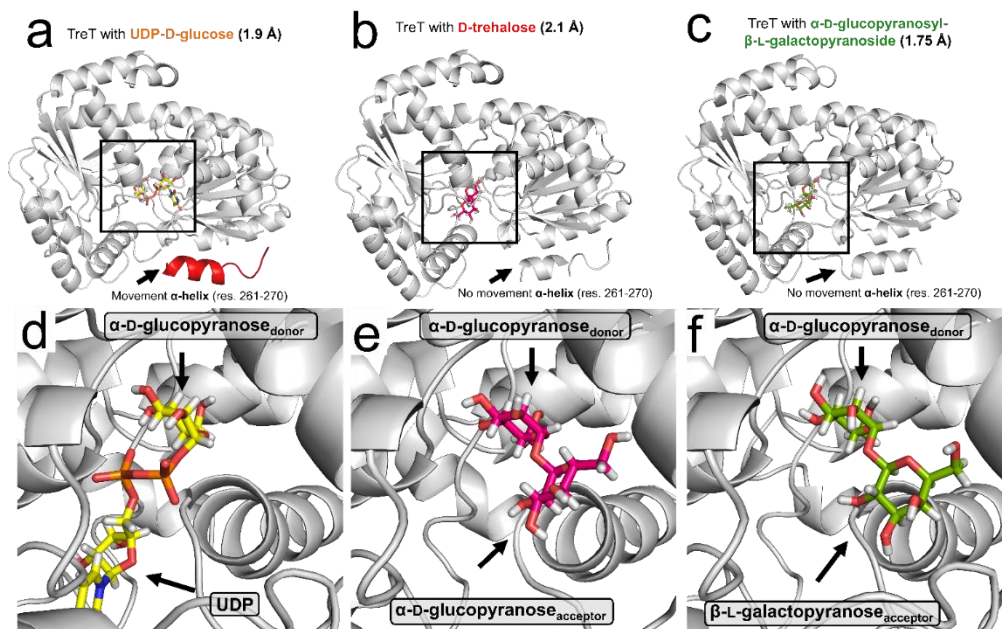 a
TreT with UDP-D-glucose (1.9 Å)
b
TreT with D-trehalose (2.1 Å)
c
TreT with α-D-glucopyranosyl-
β-L-galactopyranoside (1.75 Å)
Movement α-helix (res. 261-270)
No movement α-helix (res. 261-270)
No movement α-helix (res. 261-270)
d
α-D-glucopyranosedonor
UDP
e
α-D-glucopyranosedonor
α-D-glucopyranoseacceptor
f
α-D-glucopyranosedonor
β-L-galactopyranoseacceptor